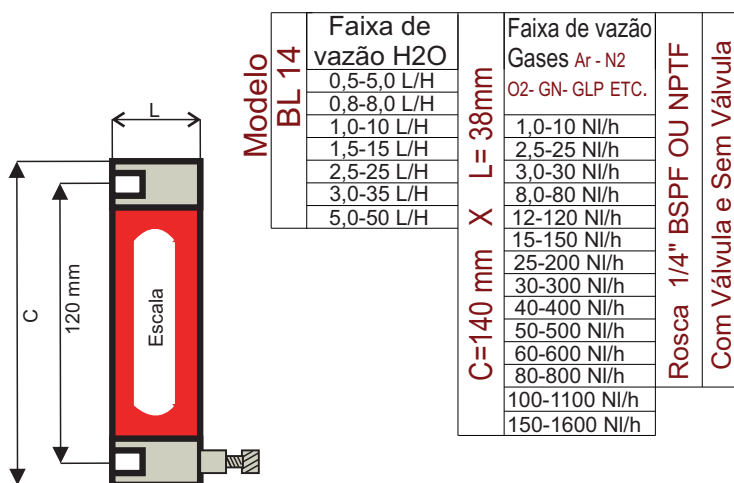 L
C
120 mm
Escala
Modelo
BL 14
Faixa de
vazão H2O
0,5-5,0 L/H
0,8-8,0 L/H
1,0-10 L/H
1,5-15 L/H
2,5-25 L/H
3,0-35 L/H
5,0-50 L/H
C=140 mm X L= 38mm
Faixa de vazão
Gases Ar - N2
O2- GN- GLP ETC.
1,0-10 Nl/h
2,5-25 Nl/h
3,0-30 Nl/h
8,0-80 Nl/h
12-120 Nl/h
15-150 Nl/h
25-200 Nl/h
30-300 Nl/h
40-400 Nl/h
50-500 Nl/h
60-600 Nl/h
80-800 Nl/h
100-1100 Nl/h
150-1600 Nl/h
Rosca 1/4" BSPF OU NPTF
Com Válvula e Sem Válvula